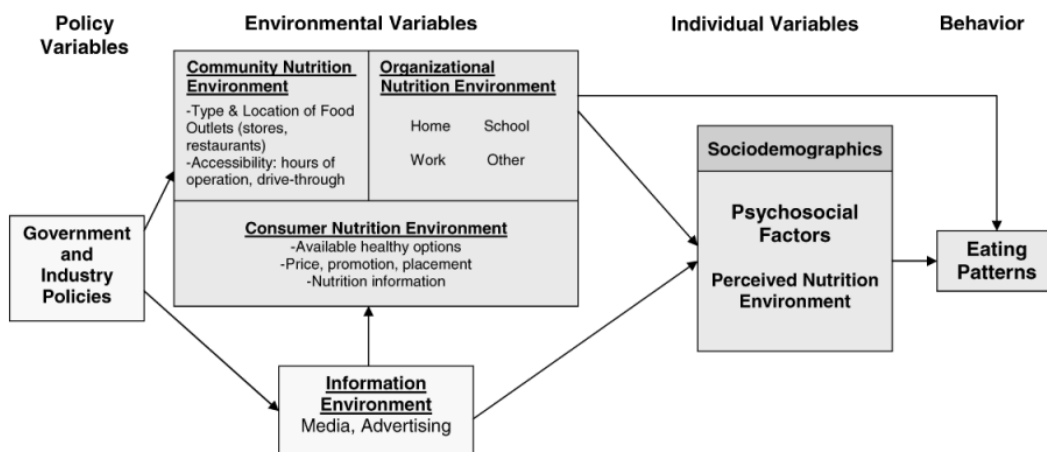 Policy
Variables
Environmental Variables
Individual Variables
Behavior
Community Nutrition
Environment
-Type & Location of Food
Outlets (stores,
restaurants)
-Accessibility: hours of
operation, drive-through
Organizational
Nutrition Environment
Home School
Work Other
Consumer Nutrition Environment
-Available healthy options
-Price, promotion, placement
-Nutrition information
Government
and
Industry
Policies
Information
Environment
Media, Advertising
Sociodemographics
Psychosocial
Factors
Perceived Nutrition
Environment
Eating
Patterns